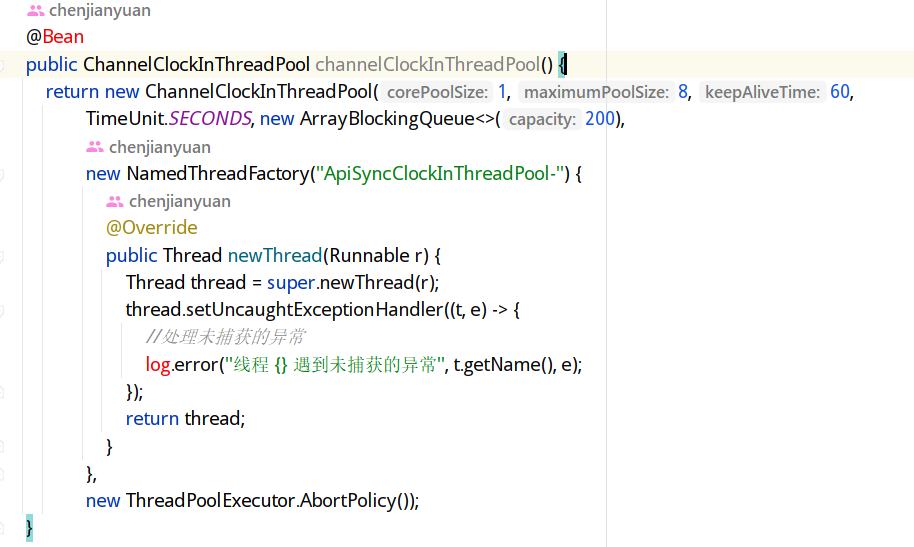 chenjianyuan
@Bean
public ChannelClockInThreadPool channelClockInThreadPool() {
return new ChannelClockInThreadPool( corePoolSize: 1, maximumPoolSize: 8, keepAliveTime: 60,
TimeUnit.SECONDS, new ArrayBlockingQueue<>( capacity: 200),
chenjianyuan
new NamedThreadFactory("ApiSyncClockInThreadPool-") {
chenjianyuan
@Override
public Thread newThread(Runnable r) {
Thread thread = super.newThread(r);
thread.setUncaughtExceptionHandler((t, e) -> {
//处理未捕获的异常
log.error("线程 {} 遇到未捕获的异常", t.getName(), e);
});
return thread;
}
},
new ThreadPoolExecutor.AbortPolicy());
}